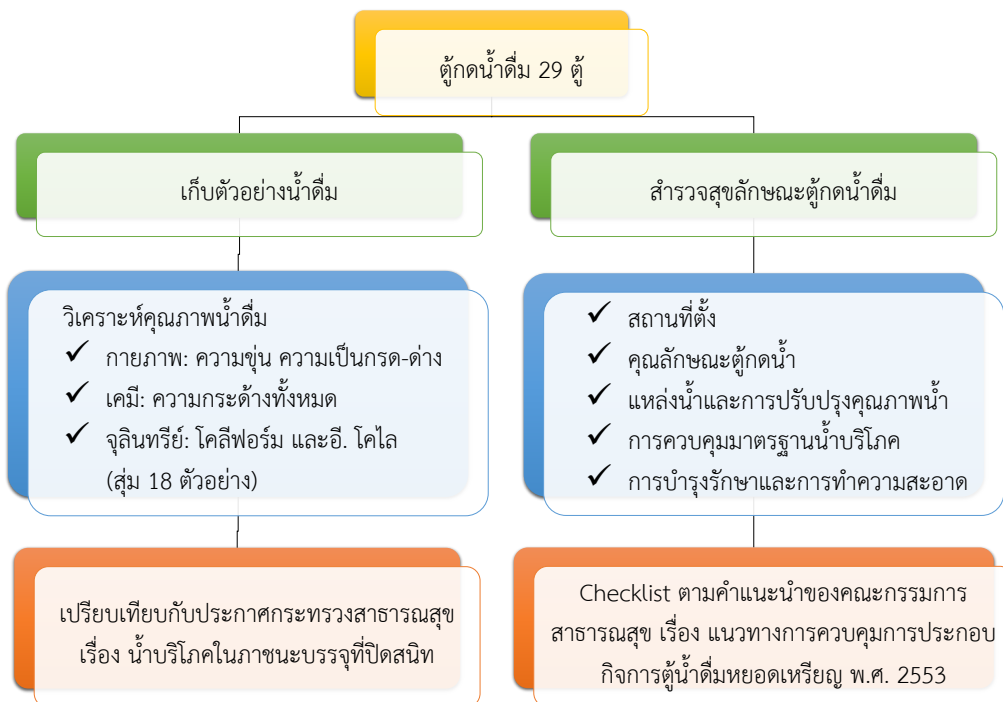 ตู้กดน้ำดื่ม 29 ตู้
เก็บตัวอย่างน้ำดื่ม
สำรวจสุขลักษณะตู้กดน้ำดื่ม
วิเคราะห์คุณภาพน้ำดื่ม
✓ กายภาพ: ความขุ่น ความเป็นกรด-ด่าง
✓ เคมี: ความกระด้างทั้งหมด
✓ จุลินทรีย์: โคลีฟอร์ม และอี. โคไล
(สุ่ม 18 ตัวอย่าง)
✓ สถานที่ตั้ง
✓ คุณลักษณะตู้กดน้ำ
✓ แหล่งน้ำและการปรับปรุงคุณภาพน้ำ
✓ การควบคุมมาตรฐานน้ำบริโภค
✓ การบำรุงรักษาและการทำความสะอาด
เปรียบเทียบกับประกาศกระทรวงสาธารณสุข
เรื่อง น้ำบริโภคในภาชนะบรรจุที่ปิดสนิท
Checklist ตามคำแนะนำของคณะกรรมการ
สาธารณสุข เรื่อง แนวทางการควบคุมการประกอบ
กิจการตู้น้ำดื่มหยอดเหรียญ พ.ศ. 2553